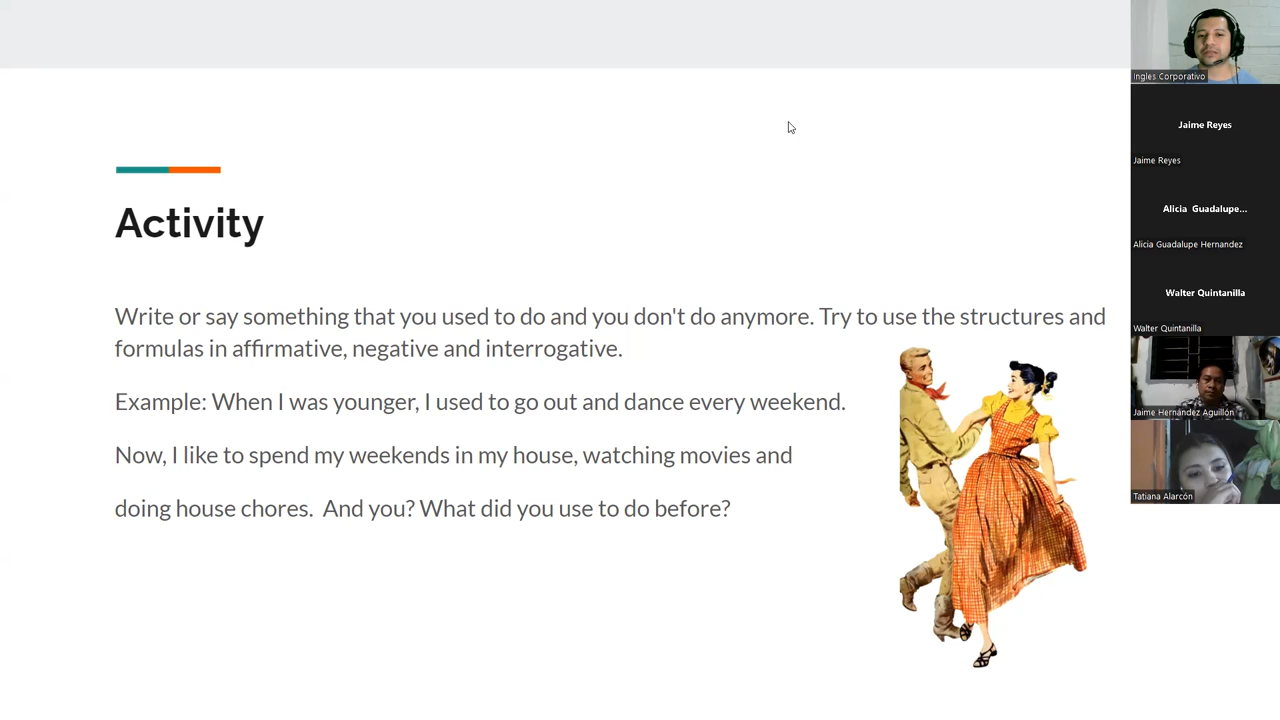 Activity
Write or say something that you used to do and you don't do anymore. Try to use the structures and
formulas in affirmative, negative and interrogative.
Example: When I was younger, I used to go out and dance every weekend.
Now, I like to spend my weekends in my house, watching movies and
doing house chores.  And you? What did you use to do before?
Ingles Corporativo
Jaime Reyes
Jaime Reyes
Alicia Guadalupe...
Alicia Guadalupe Hernandez
Walter Quintanilla
Walter Quintanilla
Jaime Hernández Aguillón
Tatiana Alarcón